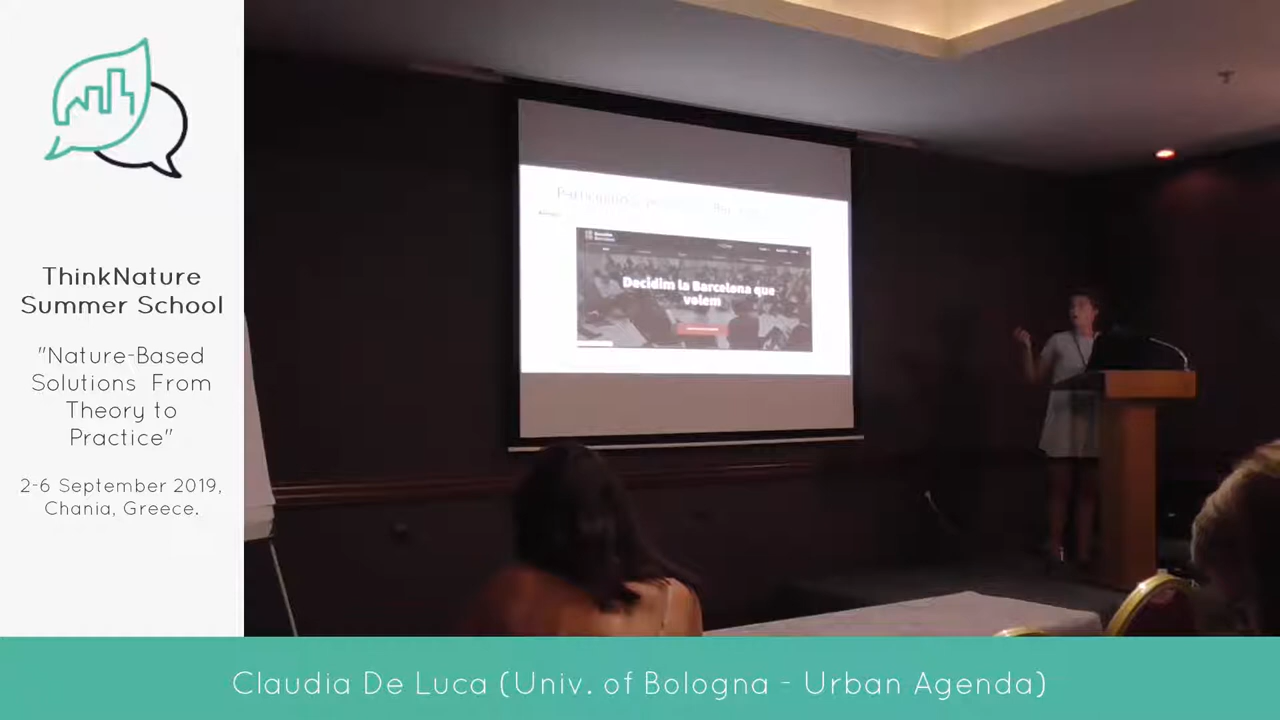 ThinkNature
Summer School
"Nature-Based
Solutions From
Theory to
Practice"
2-6 September 2019,
Chania, Greece.
Decidim la Barcelona que
volem
Claudia De Luca (Univ. of Bologna - Urban Agenda)